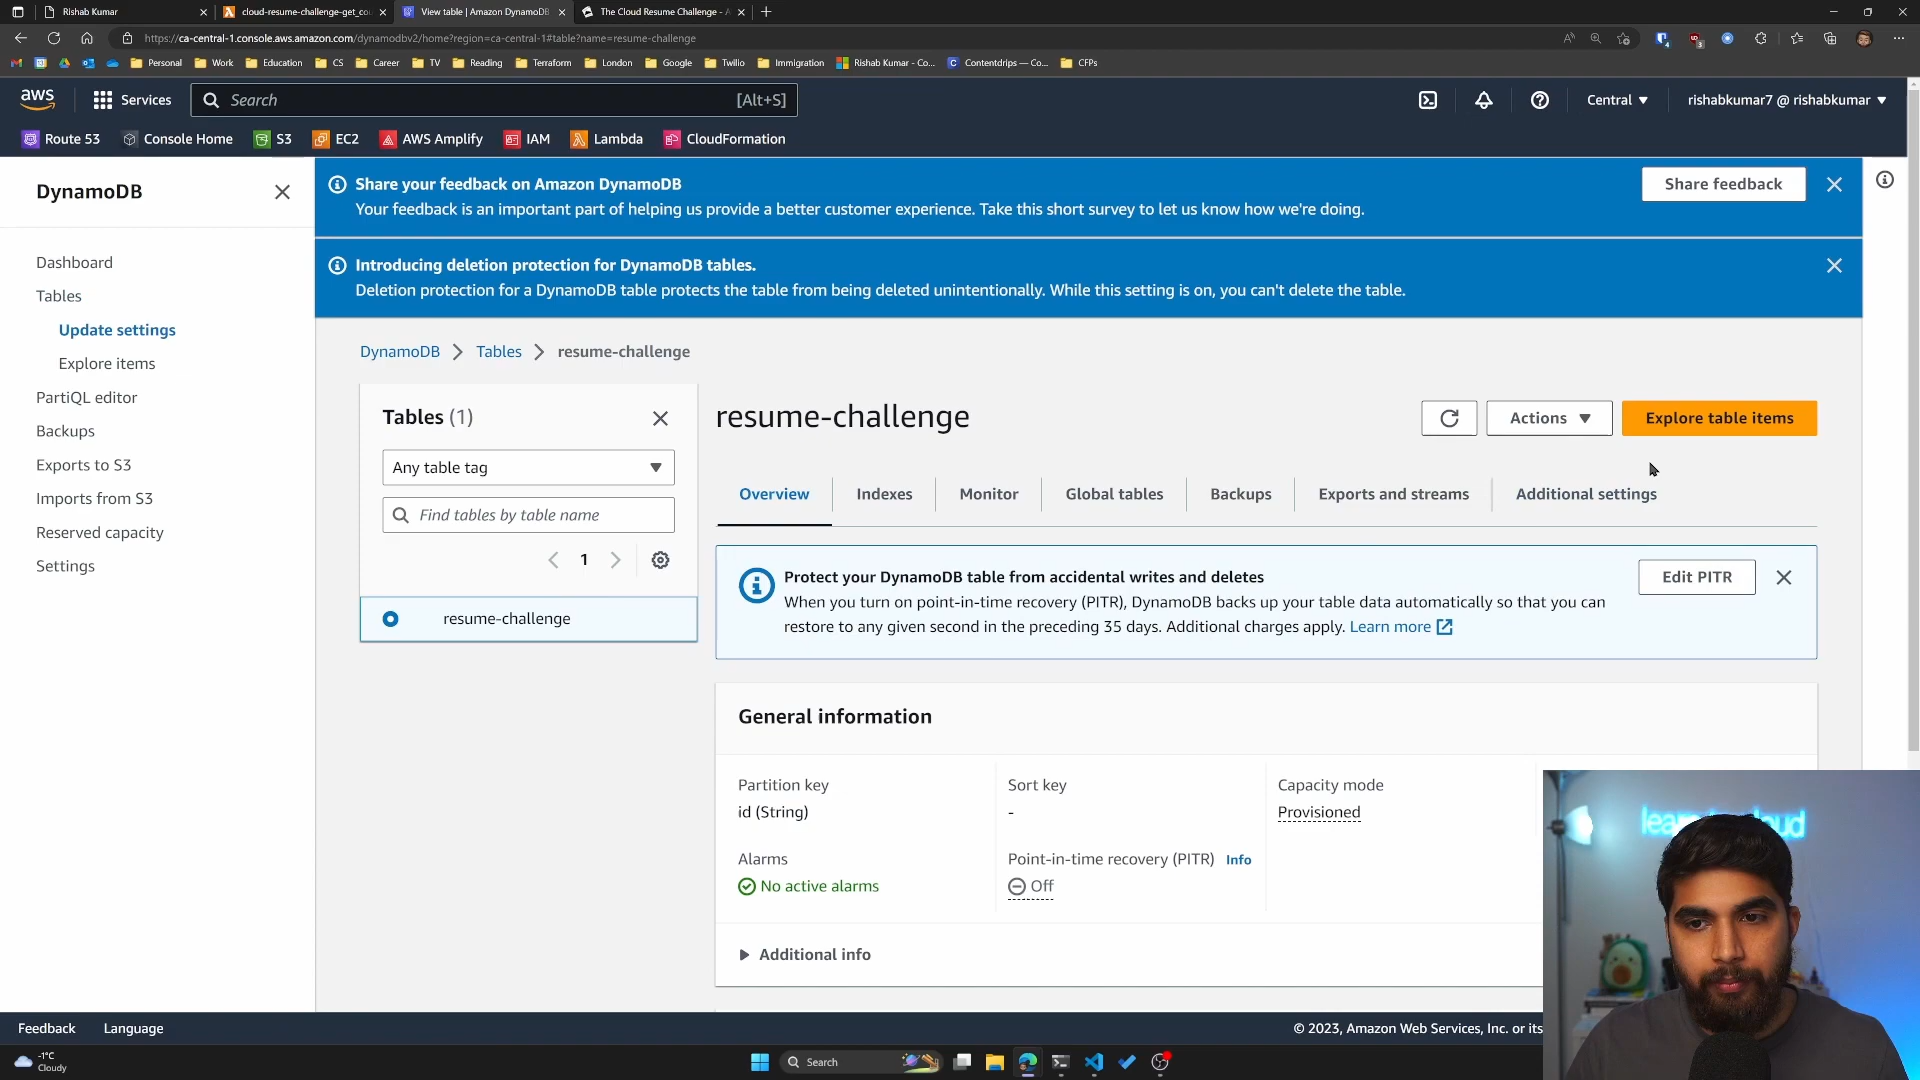 Rishab Kumar
cloud-resume-challenge-get_cou
View table | Amazon DynamoDB
The Cloud Resume Challenge - A
https://ca-central-1.console.aws.amazon.com/dynamodbv2/home?region=ca-central-1#table?name=resume-challenge
Personal
Work
Education
CS
Career
TV
Reading
Terraform
London
Google
Twilio
Immigration
Rishab Kumar - Co...
Contentdrips — Co...
CFPs
aws
Services
Search
[Alt+S]
Central
rishabkumar7 @ rishabkumar
Route 53
Console Home
S3
EC2
AWS Amplify
IAM
Lambda
CloudFormation
DynamoDB
Dashboard
Tables
Update settings
Explore items
PartiQL editor
Backups
Exports to S3
Imports from S3
Reserved capacity
Settings
Share your feedback on Amazon DynamoDB
Your feedback is an important part of helping us provide a better customer experience. Take this short survey to let us know how we're doing.
Share feedback
Introducing deletion protection for DynamoDB tables.
Deletion protection for a DynamoDB table protects the table from being deleted unintentionally. While this setting is on, you can't delete the table.
DynamoDB
Tables
resume-challenge
Tables (1)
Any table tag
Find tables by table name
1
resume-challenge
resume-challenge
Actions
Explore table items
Overview
Indexes
Monitor
Global tables
Backups
Exports and streams
Additional settings
Protect your DynamoDB table from accidental writes and deletes
When you turn on point-in-time recovery (PITR), DynamoDB backs up your table data automatically so that you can
restore to any given second in the preceding 35 days. Additional charges apply. Learn more
Edit PITR
General information
Partition key
id (String)
Sort key
-
Capacity mode
Provisioned
Alarms
No active alarms
Point-in-time recovery (PITR) Info
Off
Additional info
Feedback
Language
© 2023, Amazon Web Services, Inc. or its
-1°C
Cloudy
Search